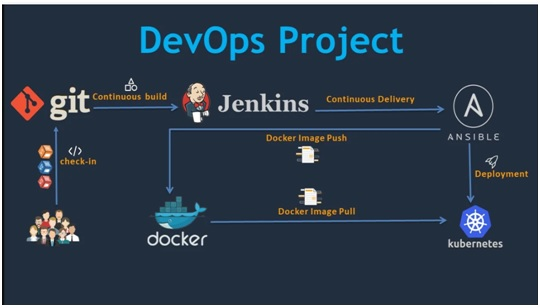 DevOps Project
git
Continuous build
Jenkins
Continuous Delivery
ANSIBLE
</> check-in
Docker Image Push
Deployment
docker
Docker Image Pull
kubernetes